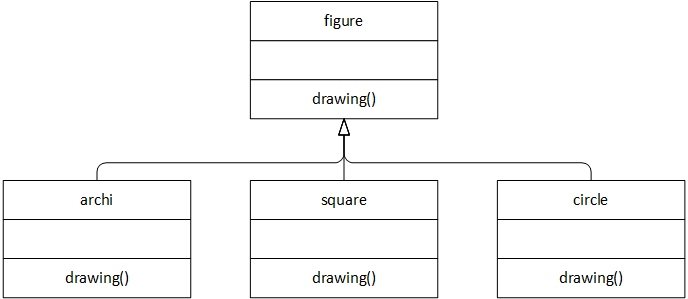 figure
drawing()
archi
square
circle
drawing()
drawing()
drawing()